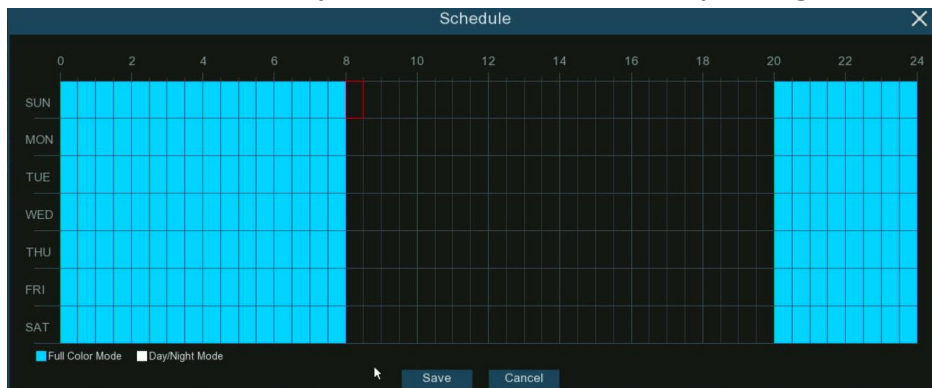 Schedule
0 2 4 6 8 10 12 14 16 18 20 22 24
SUN
MON
TUE
WED
THU
FRI
SAT
Full Color Mode Day/Night Mode
Save Cancel